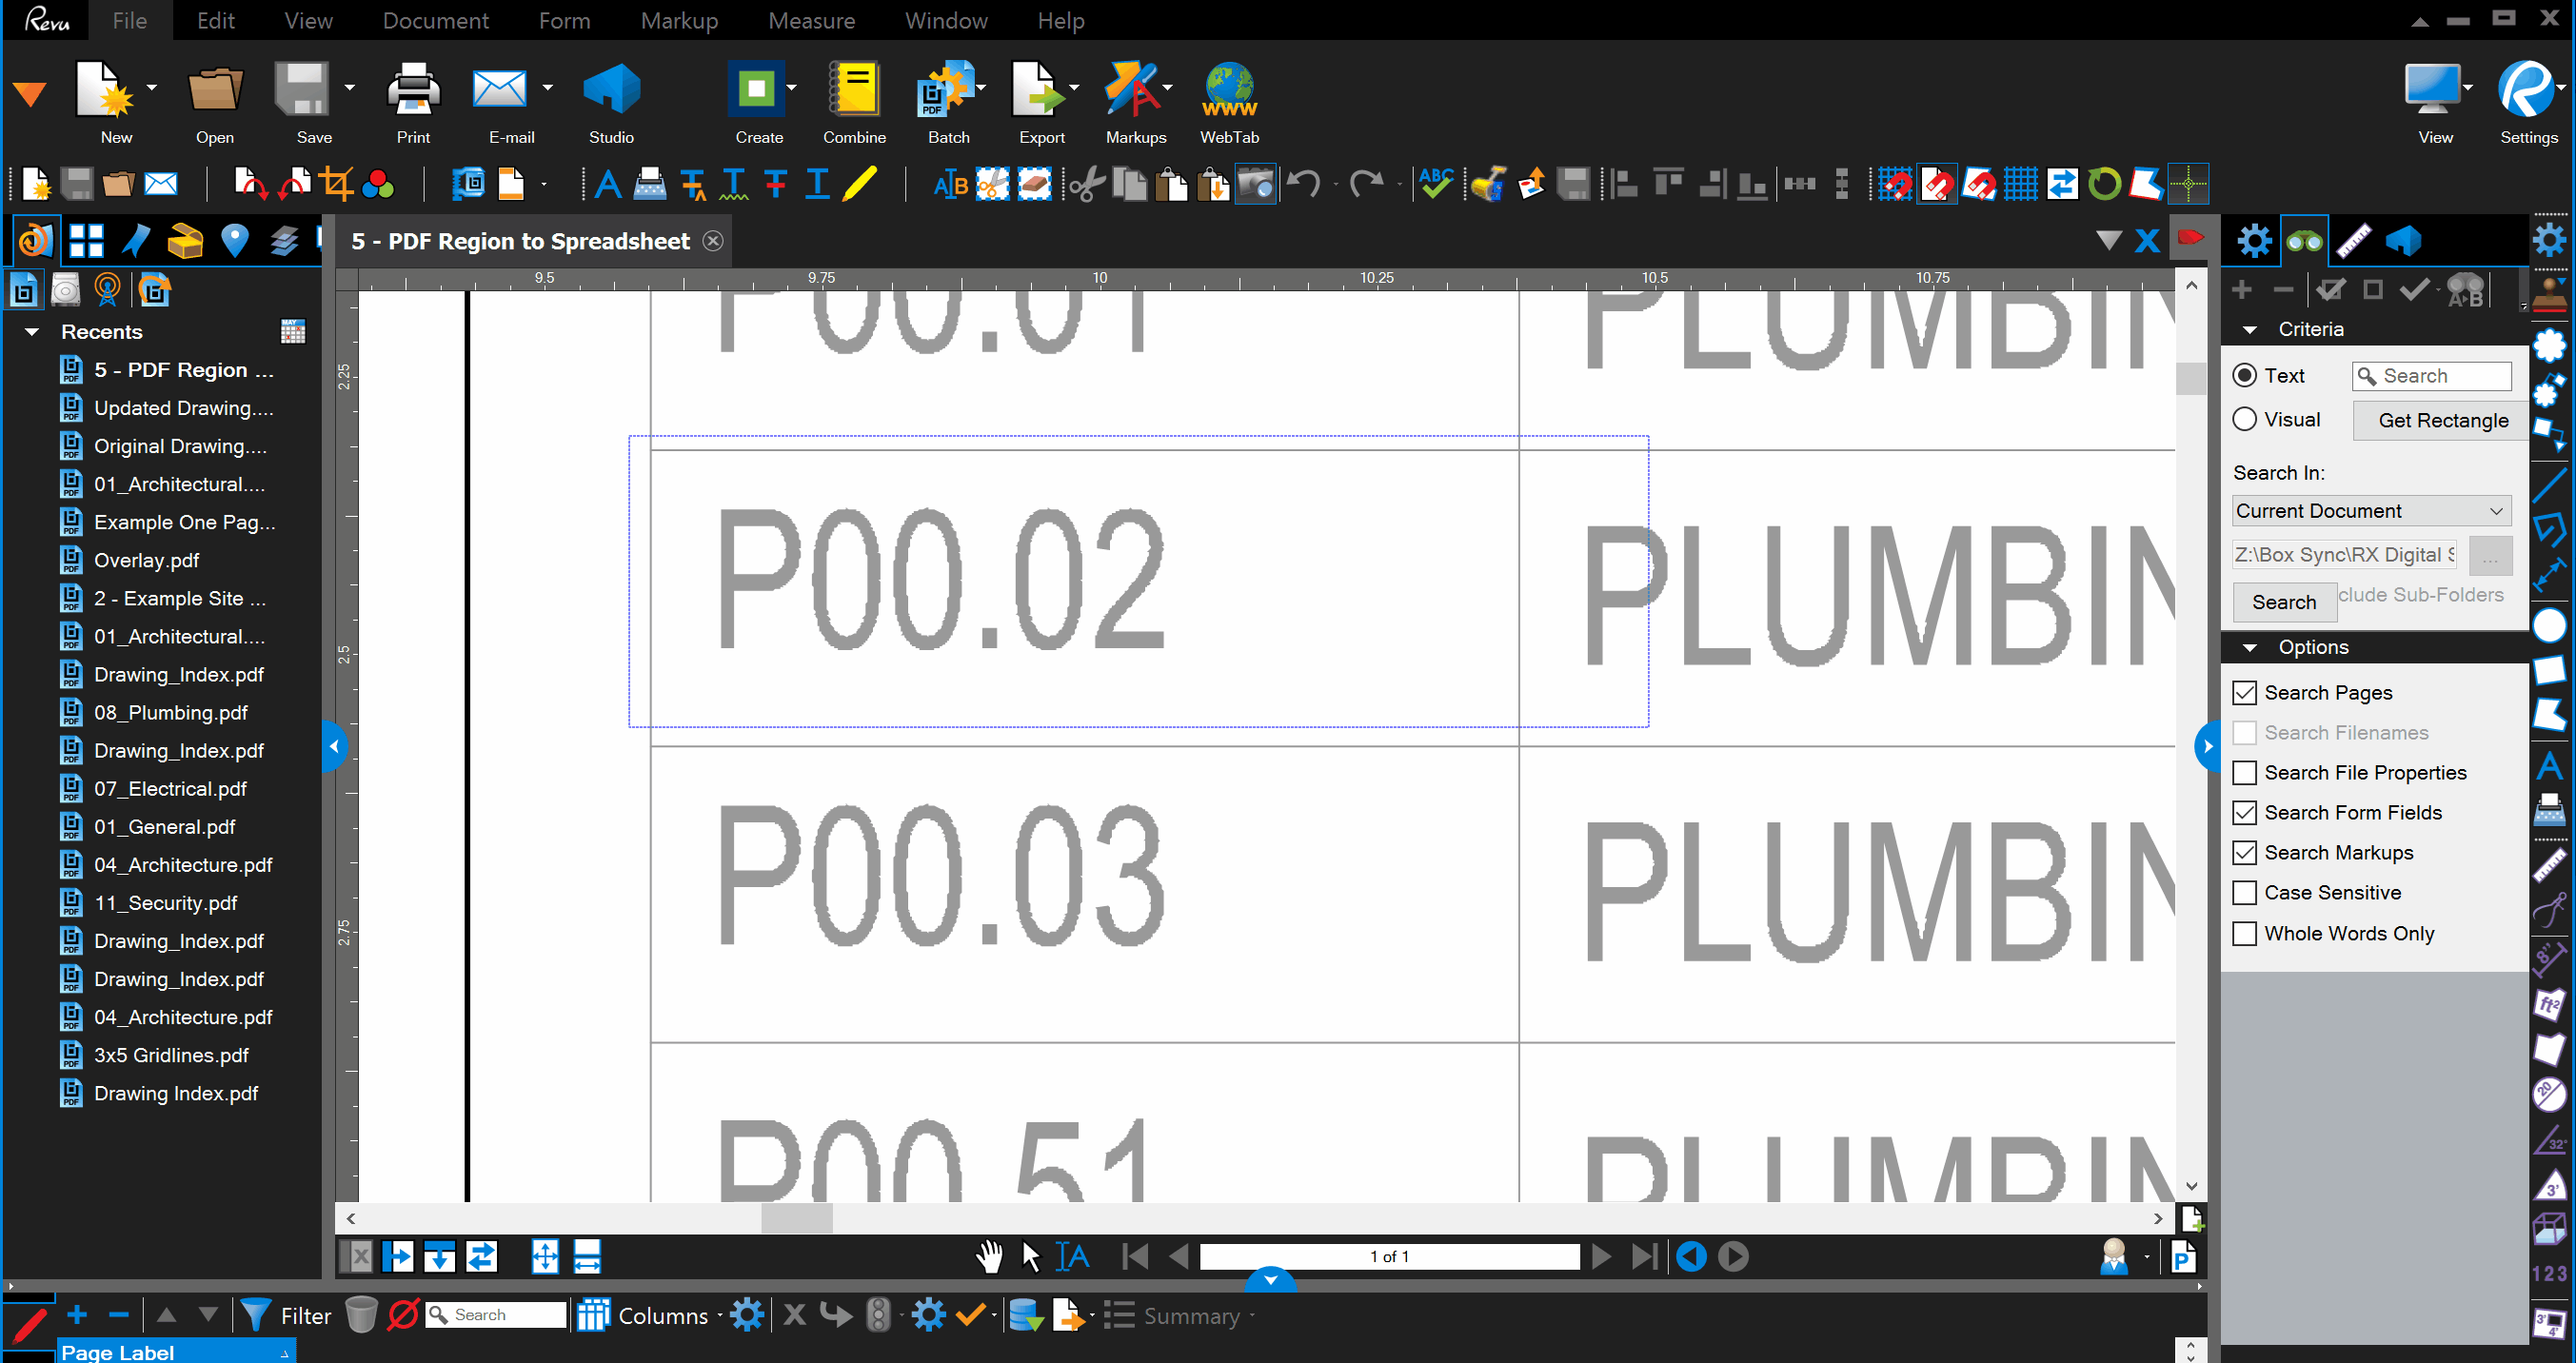 Revu File Edit View Document Form Markup Measure Window Help
New Open Save Print E-mail Studio Create Combine Batch Export Markups WebTab View Settings
5 - PDF Region to Spreadsheet
Recents
5 - PDF Region ...
Updated Drawing....
Original Drawing....
01_Architectural....
Example One Pag...
Overlay.pdf
2 - Example Site ...
01_Architectural....
Drawing_Index.pdf
08_Plumbing.pdf
Drawing_Index.pdf
07_Electrical.pdf
01_General.pdf
04_Architecture.pdf
11_Security.pdf
Drawing_Index.pdf
Drawing_Index.pdf
04_Architecture.pdf
3x5 Gridlines.pdf
Drawing Index.pdf
9.5 9.75 10 10.25 10.5 10.75
2.25
2.5
2.75
P00.01 PLUMBIN
P00.02 PLUMBIN
P00.03 PLUMBIN
P00.51 PLUMBIN
Criteria
Text Search
Visual Get Rectangle
Search In:
Current Document
Z:\Box Sync\RX Digital S ...
Search clude Sub-Folders
Options
Search Pages
Search Filenames
Search File Properties
Search Form Fields
Search Markups
Case Sensitive
Whole Words Only
1 of 1
Filter Search Columns Summary
Page Label